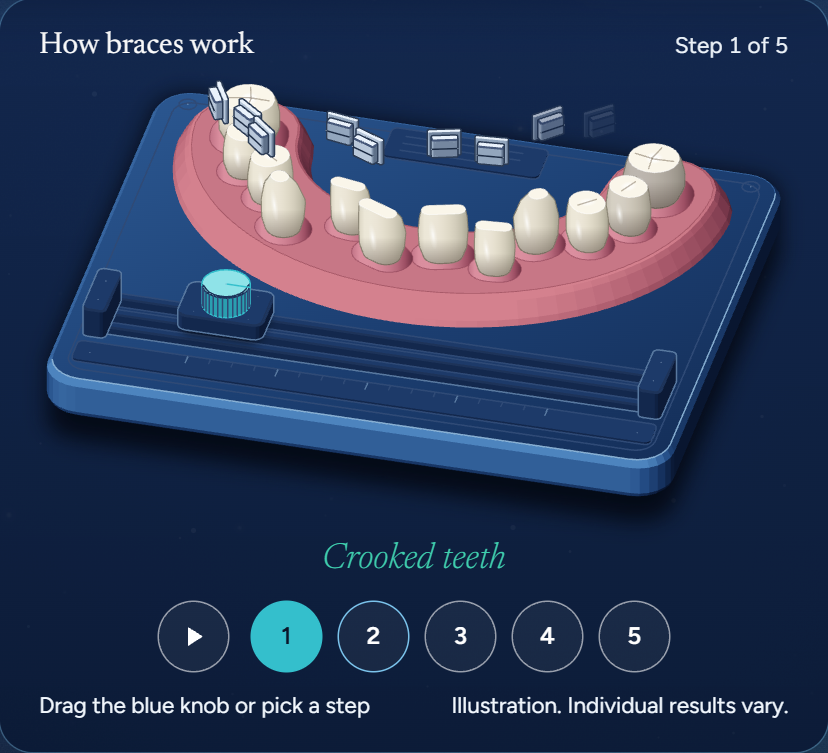 How braces work
Step 1 of 5
Crooked teeth
1 2 3 4 5
Drag the blue knob or pick a step
Illustration. Individual results vary.